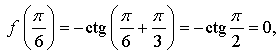 f(π/6) = −ctg(π/6 + π/3) = −ctg π/2 = 0,